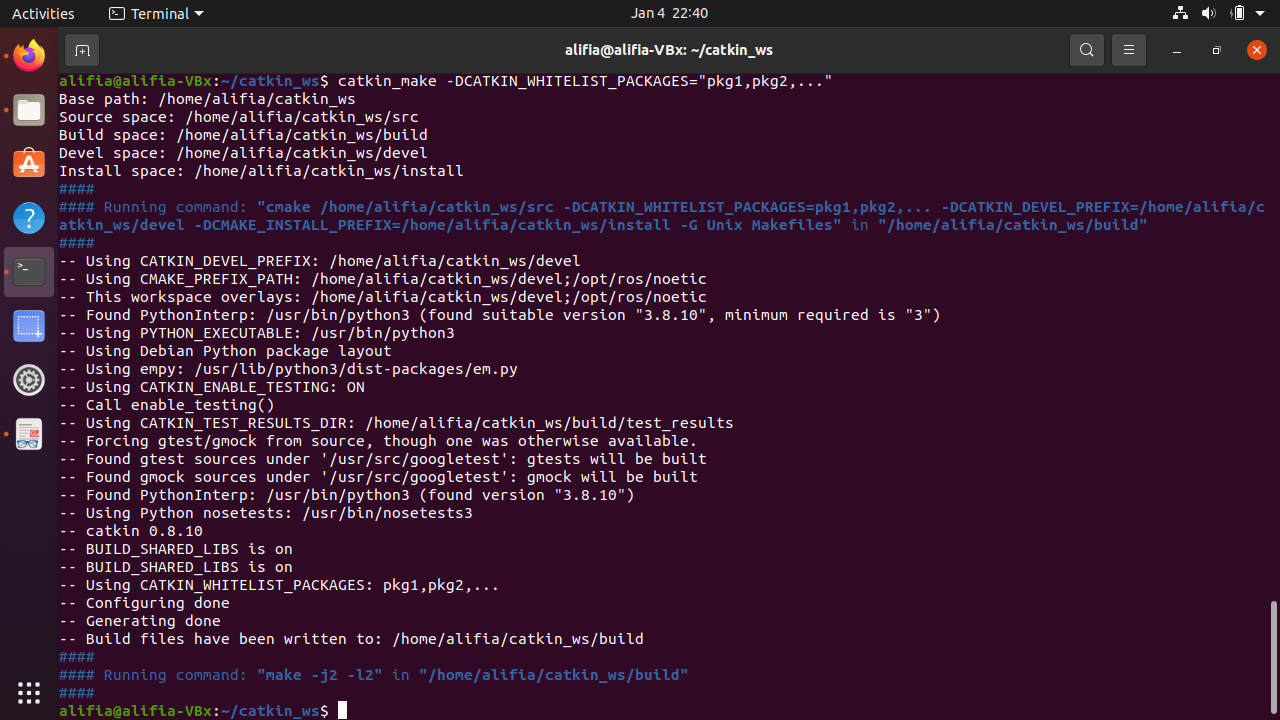 Activities Terminal Jan 4 22:40
alifia@alifia-VBx: ~/catkin_ws
alifia@alifia-VBx:~/catkin_ws$ catkin_make -DCATKIN_WHITELIST_PACKAGES="pkg1,pkg2,..."
Base path: /home/alifia/catkin_ws
Source space: /home/alifia/catkin_ws/src
Build space: /home/alifia/catkin_ws/build
Devel space: /home/alifia/catkin_ws/devel
Install space: /home/alifia/catkin_ws/install
####
#### Running command: "cmake /home/alifia/catkin_ws/src -DCATKIN_WHITELIST_PACKAGES=pkg1,pkg2,... -DCATKIN_DEVEL_PREFIX=/home/alifia/c
atkin_ws/devel -DCMAKE_INSTALL_PREFIX=/home/alifia/catkin_ws/install -G Unix Makefiles" in "/home/alifia/catkin_ws/build"
####
-- Using CATKIN_DEVEL_PREFIX: /home/alifia/catkin_ws/devel
-- Using CMAKE_PREFIX_PATH: /home/alifia/catkin_ws/devel;/opt/ros/noetic
-- This workspace overlays: /home/alifia/catkin_ws/devel;/opt/ros/noetic
-- Found PythonInterp: /usr/bin/python3 (found suitable version "3.8.10", minimum required is "3")
-- Using PYTHON_EXECUTABLE: /usr/bin/python3
-- Using Debian Python package layout
-- Using empy: /usr/lib/python3/dist-packages/em.py
-- Using CATKIN_ENABLE_TESTING: ON
-- Call enable_testing()
-- Using CATKIN_TEST_RESULTS_DIR: /home/alifia/catkin_ws/build/test_results
-- Forcing gtest/gmock from source, though one was otherwise available.
-- Found gtest sources under '/usr/src/googletest': gtests will be built
-- Found gmock sources under '/usr/src/googletest': gmock will be built
-- Found PythonInterp: /usr/bin/python3 (found version "3.8.10")
-- Using Python nosetests: /usr/bin/nosetests3
-- catkin 0.8.10
-- BUILD_SHARED_LIBS is on
-- BUILD_SHARED_LIBS is on
-- Using CATKIN_WHITELIST_PACKAGES: pkg1,pkg2,...
-- Configuring done
-- Generating done
-- Build files have been written to: /home/alifia/catkin_ws/build
####
#### Running command: "make -j2 -l2" in "/home/alifia/catkin_ws/build"
####
alifia@alifia-VBx:~/catkin_ws$